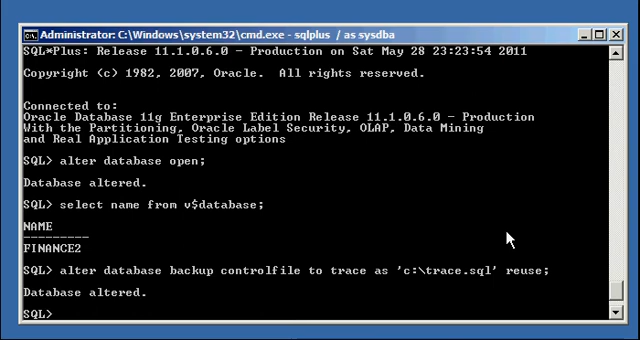 Administrator: C:\Windows\system32\cmd.exe - sqlplus / as sysdba
SQL*Plus: Release 11.1.0.6.0 - Production on Sat May 28 23:23:54 2011
Copyright (c) 1982, 2007, Oracle. All rights reserved.
Connected to:
Oracle Database 11g Enterprise Edition Release 11.1.0.6.0 - Production
With the Partitioning, Oracle Label Security, OLAP, Data Mining
and Real Application Testing options
SQL> alter database open;
Database altered.
SQL> select name from v$database;
NAME
---------
FINANCE2
SQL> alter database backup controlfile to trace as 'c:\trace.sql' reuse;
Database altered.
SQL>